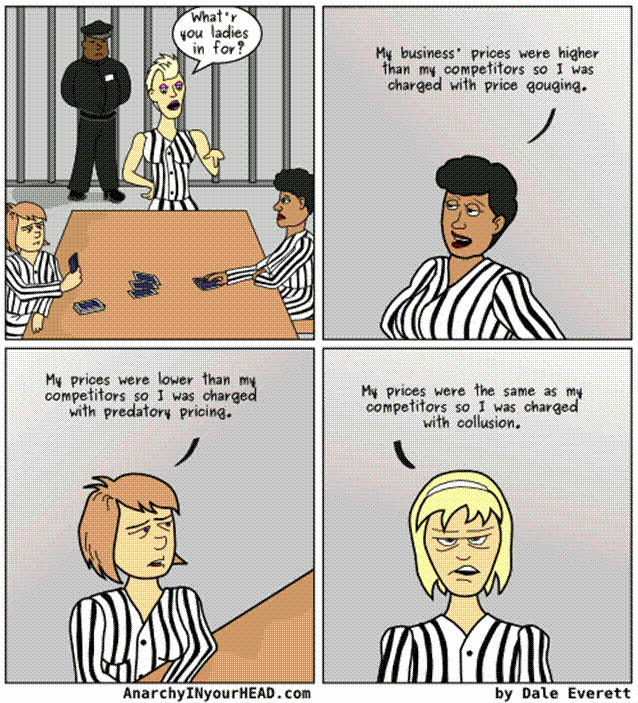 What'r
you ladies
in for?
My business' prices were higher
than my competitors so I was
charged with price gouging.
My prices were lower than my
competitors so I was charged
with predatory pricing.
My prices were the same as my
competitors so I was charged
with collusion.
AnarchyINyourHEAD.com
by Dale Everett